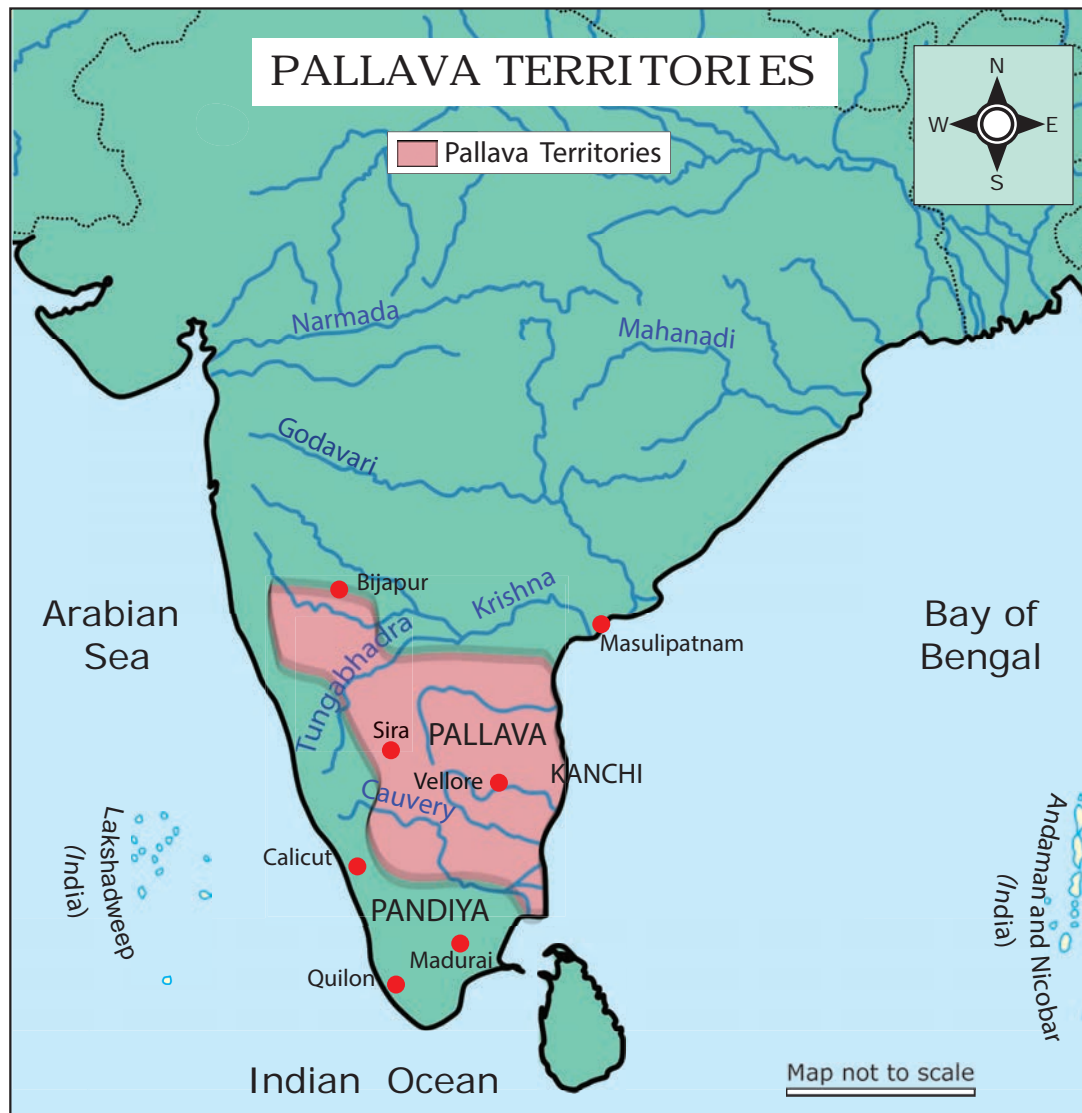 PALLAVA TERRITORIES
N
W
E
S
Pallava Territories
Narmada
Mahanadi
Godavari
Bijapur
Krishna
Arabian
Sea
Tungabhadra
Masulipatnam
Bay of
Bengal
Sira
PALLAVA
Vellore
KANCHI
Cauvery
Lakshadweep
(India)
Calicut
Andaman and Nicobar
(India)
PANDIYA
Madurai
Quilon
Indian Ocean
Map not to scale